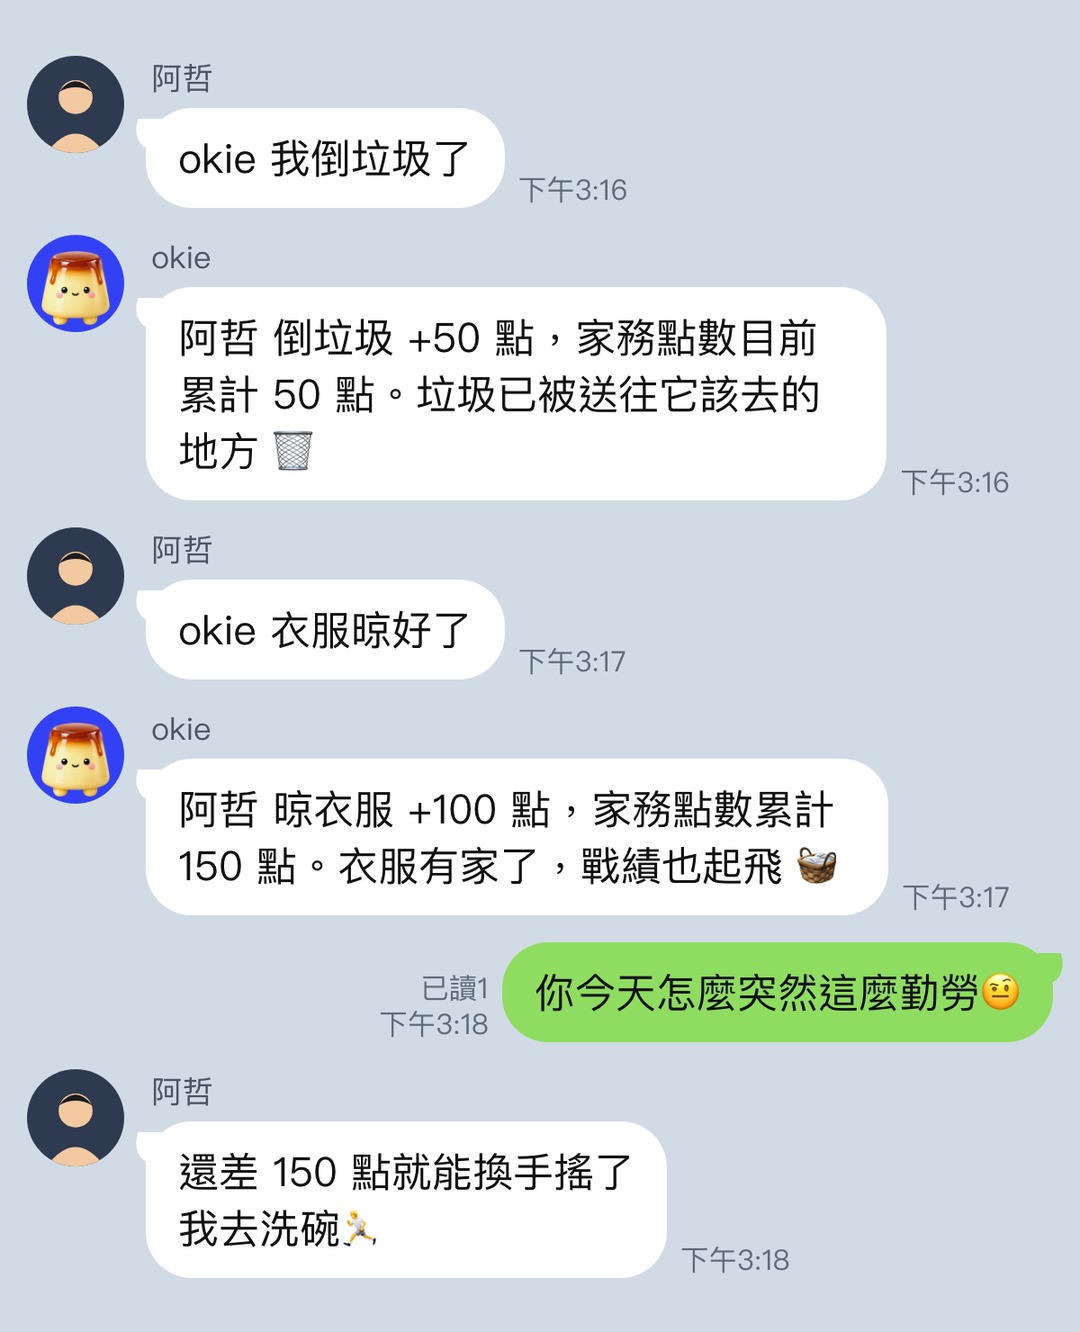 阿哲
okie 我倒垃圾了
下午3:16
okie
阿哲 倒垃圾 +50 點，家務點數目前
累計 50 點。垃圾已被送往它該去的
地方 🗑️
下午3:16
阿哲
okie 衣服晾好了
下午3:17
okie
阿哲 晾衣服 +100 點，家務點數累計
150 點。衣服有家了，戰績也起飛 🧺
下午3:17
已讀1
下午3:18
你今天怎麼突然這麼勤勞🤨
阿哲
還差 150 點就能換手搖了
我去洗碗🏃
下午3:18